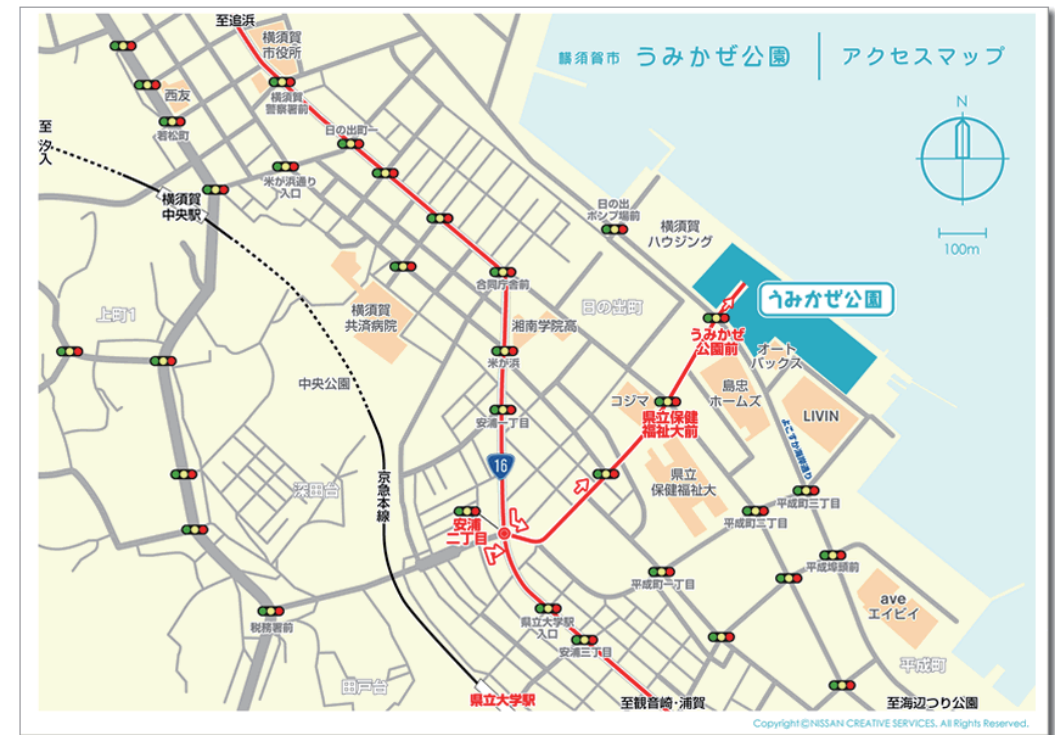 至追浜
横須賀
市役所
横須賀市 うみかぜ公園 アクセスマップ
N
100m
西友
横須賀
警察署前
若松町
日の出町一
至
汐
入
米が浜通り
入口
横須賀
中央駅
日の出
ポンプ場前
横須賀
ハウジング
合同庁舎前
うみかぜ公園
上町1
横須賀
共済病院
湘南学院高
日の出町
うみかぜ
公園前
オート
バックス
米が浜
中央公園
コジマ
島忠
ホームズ
LIVIN
県立保健
福祉大前
安浦一丁目
よこすか海岸通り
16
京急本線
深田台
県立
保健福祉大
平成町三丁目
平成町二丁目
安浦
二丁目
平成埠頭前
平成町一丁目
ave
エイビイ
税務署前
県立大学駅
入口
安浦三丁目
平成町
田戸台
県立大学駅
至観音崎・浦賀
至海辺つり公園
Copyright©NISSAN CREATIVE SERVICES. All Rights Reserved.